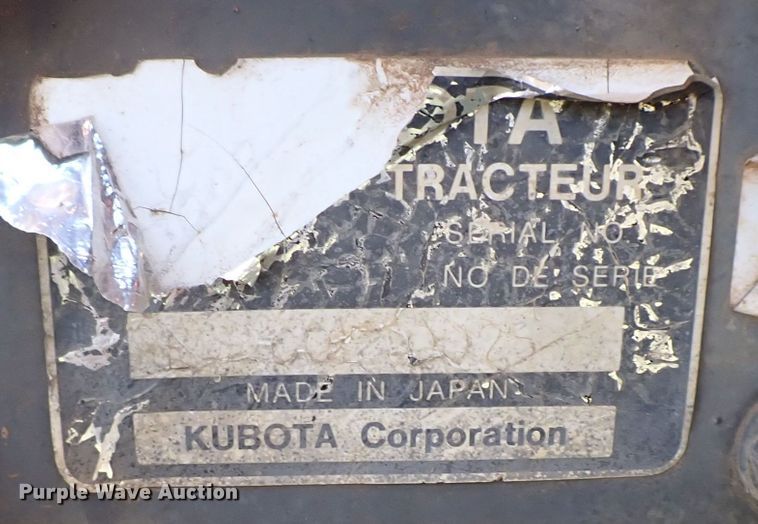 TA
TRACTEUR
SERIAL NO
NO DE SERIE
MADE IN JAPAN
KUBOTA Corporation
Purple Wave Auction